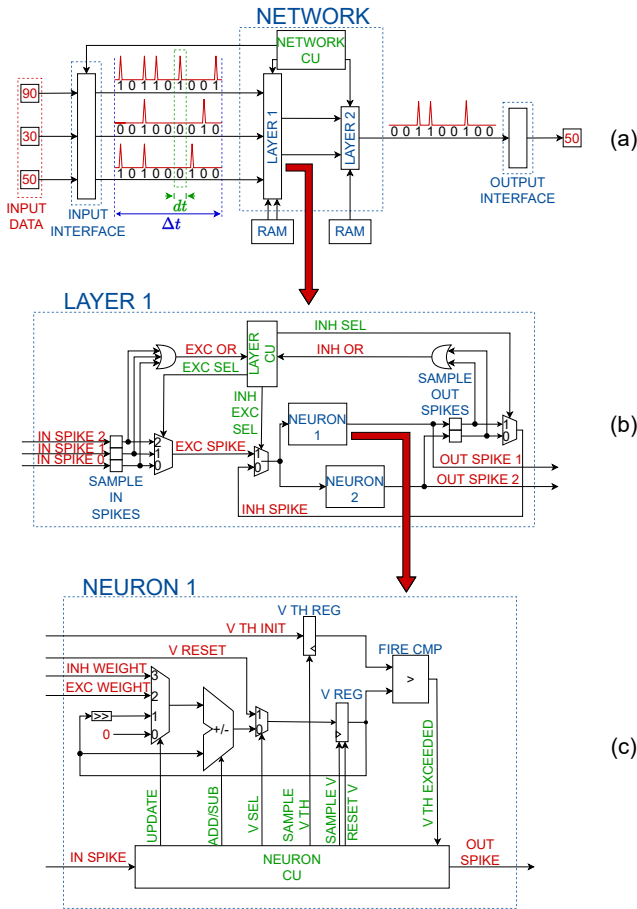 NETWORK
NETWORK
CU
90
30
50
1 0 1 1 0 1 0 0 1
0 0 1 0 0 0 0 1 0
1 0 1 0 0 0 1 0 0
LAYER 1
LAYER 2
0 0 1 1 0 0 1 0 0
50
(a)
dt
Δt
INPUT
DATA
INPUT
INTERFACE
RAM
RAM
OUTPUT
INTERFACE
LAYER 1
LAYER
CU
EXC OR
EXC SEL
INH SEL
INH OR
INH
EXC
SEL
SAMPLE
OUT
SPIKES
IN SPIKE 2
IN SPIKE 1
IN SPIKE 0
2
1
0
EXC SPIKE
1
0
NEURON
1
NEURON
2
1
0
(b)
SAMPLE
IN
SPIKES
OUT SPIKE 1
OUT SPIKE 2
INH SPIKE
NEURON 1
V TH REG
V TH INIT
V RESET
FIRE CMP
>
INH WEIGHT
EXC WEIGHT
>>
0
3
2
1
0
+/-
1
0
V REG
(c)
UPDATE
ADD/SUB
V SEL
SAMPLE
V TH
SAMPLE V
RESET V
V TH EXCEEDED
IN SPIKE
NEURON
CU
OUT
SPIKE